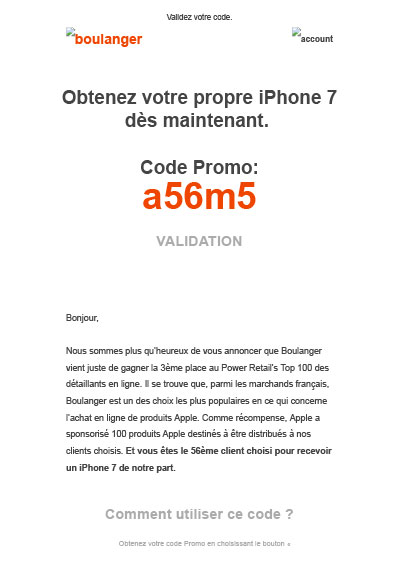 Validez votre code.
boulanger
account
Obtenez votre propre iPhone 7
dès maintenant.
Code Promo:
a56m5
VALIDATION
Bonjour,
Nous sommes plus qu'heureux de vous annoncer que Boulanger
vient juste de gagner la 3ème place au Power Retail's Top 100 des
détaillants en ligne. Il se trouve que, parmi les marchands français,
Boulanger est un des choix les plus populaires en ce qui concerne
l'achat en ligne de produits Apple. Comme récompense, Apple a
sponsorisé 100 produits Apple destinés à être distribués à nos
clients choisis. Et vous êtes le 56ème client choisi pour recevoir
un iPhone 7 de notre part.
Comment utiliser ce code ?
Obtenez votre code Promo en choisissant le bouton «